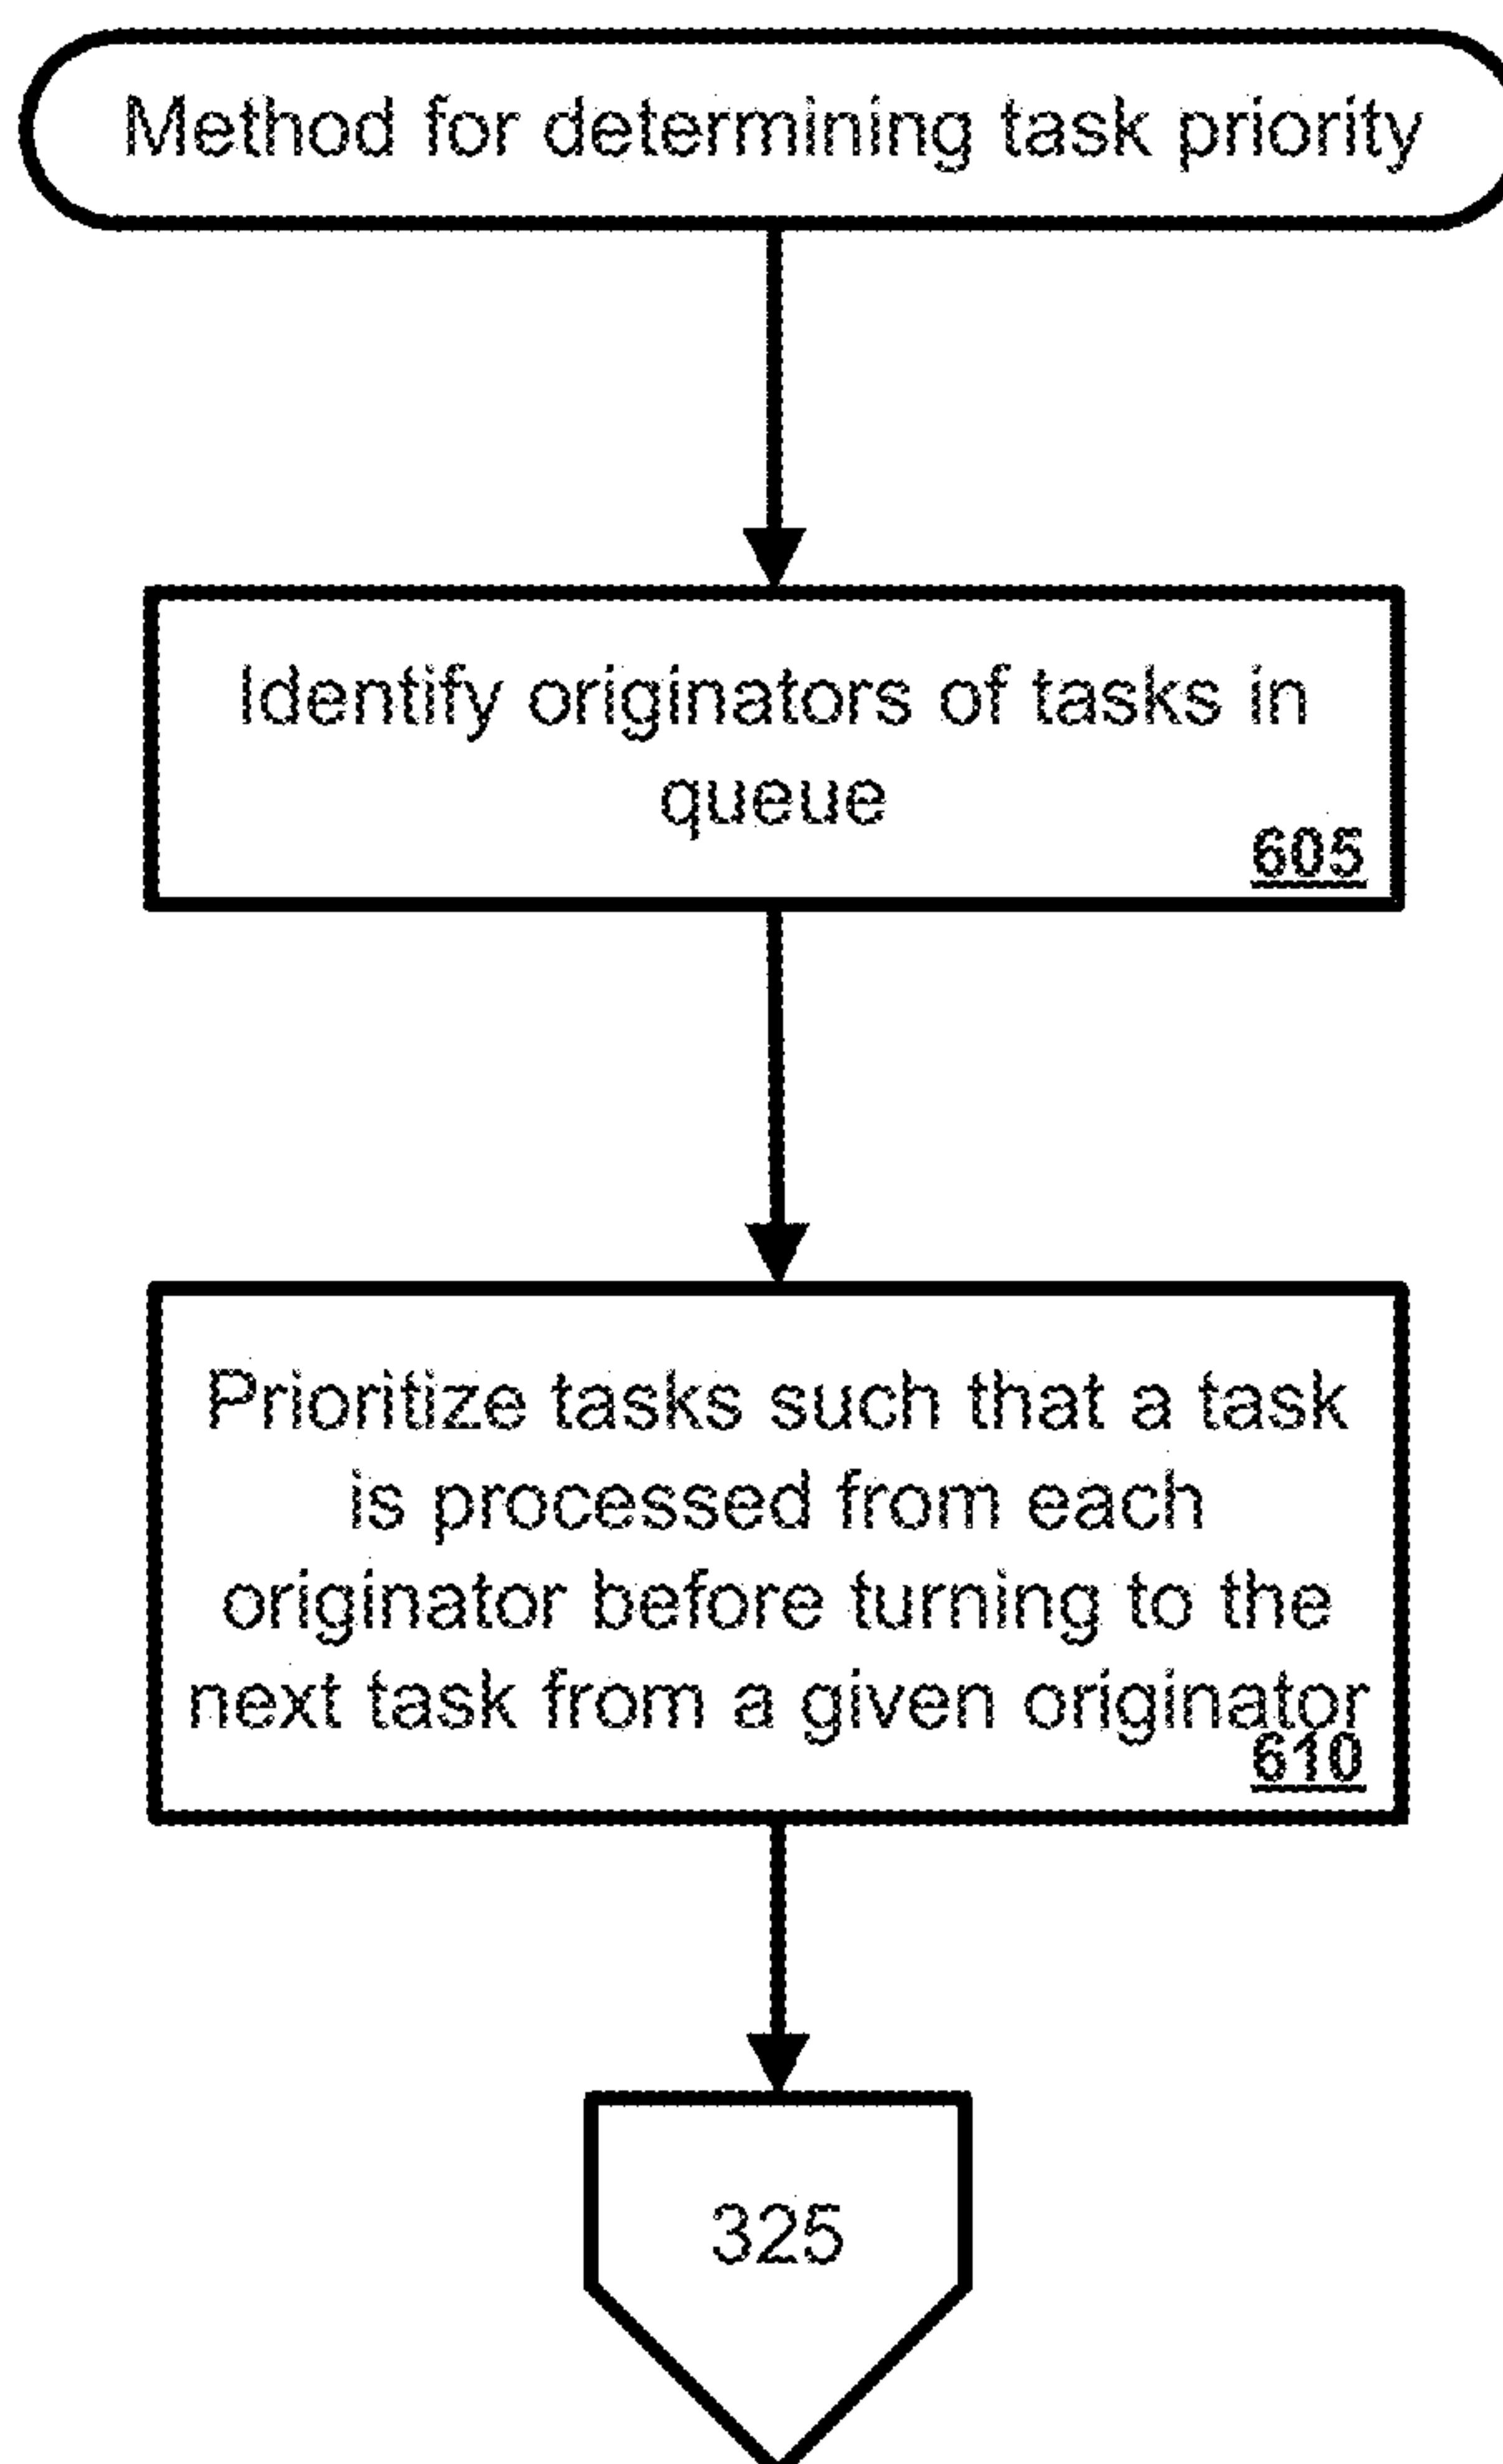 Method for determining task priority
Identify originators of tasks in
queue
605
Prioritize tasks such that a task
is processed from each
originator before turning to the
next task from a given originator
610
325